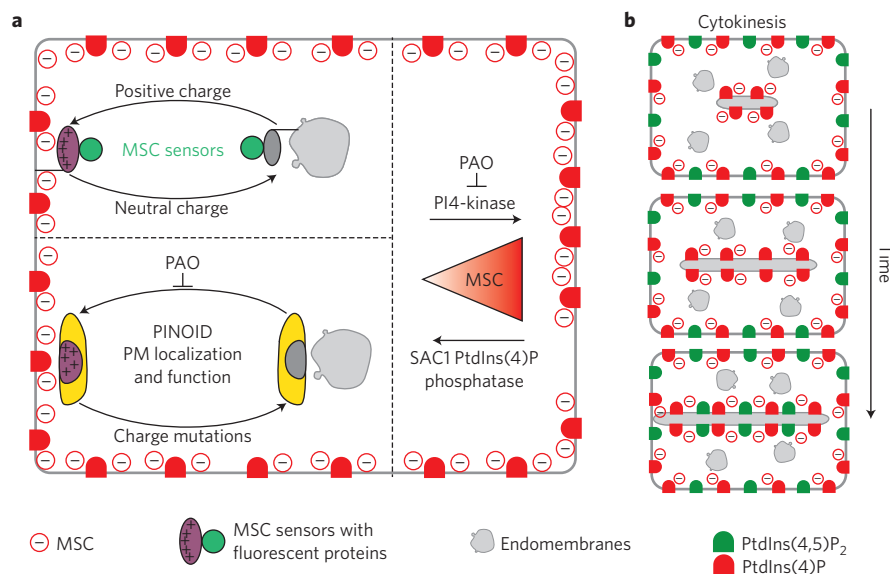 a
Positive charge
MSC sensors
Neutral charge
PAO
PINOID
PM localization
and function
Charge mutations
PAO
PI4-kinase
MSC
SAC1 PtdIns(4)P
phosphatase
b
Cytokinesis
Time
MSC
MSC sensors with
fluorescent proteins
Endomembranes
PtdIns(4,5)P₂
PtdIns(4)P